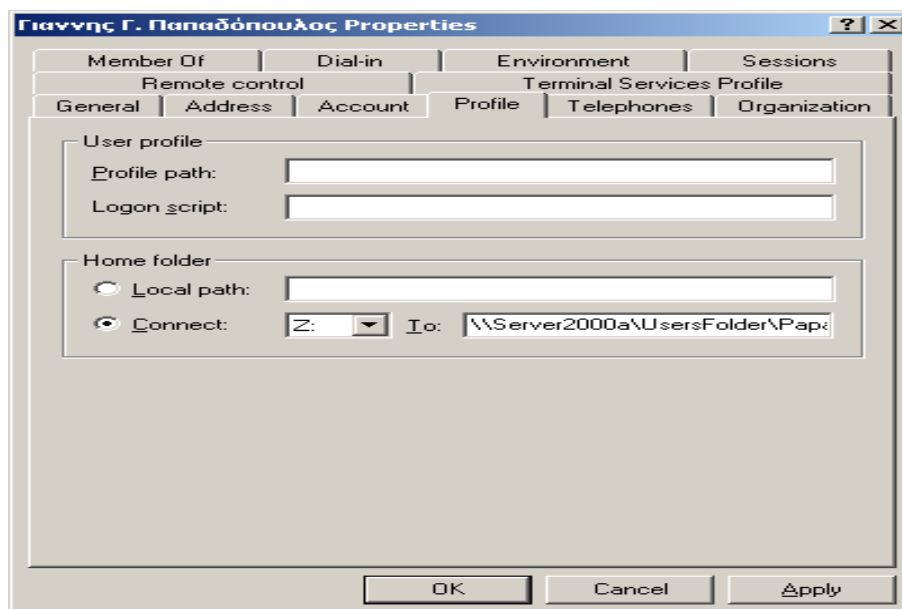 Γιαννης Γ. Παπαδόπουλος Properties
Member Of Dial-in Environment Sessions
Remote control Terminal Services Profile
General Address Account Profile Telephones Organization
User profile
Profile path:
Logon script:
Home folder
Local path:
Connect: Z: To: \\Server2000a\UsersFolder\Papa
OK Cancel Apply